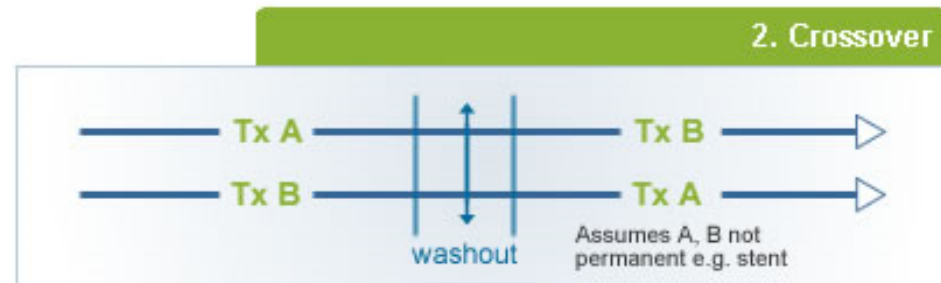 2. Crossover
Tx A Tx B
Tx B Tx A
washout
Assumes A, B not
permanent e.g. stent